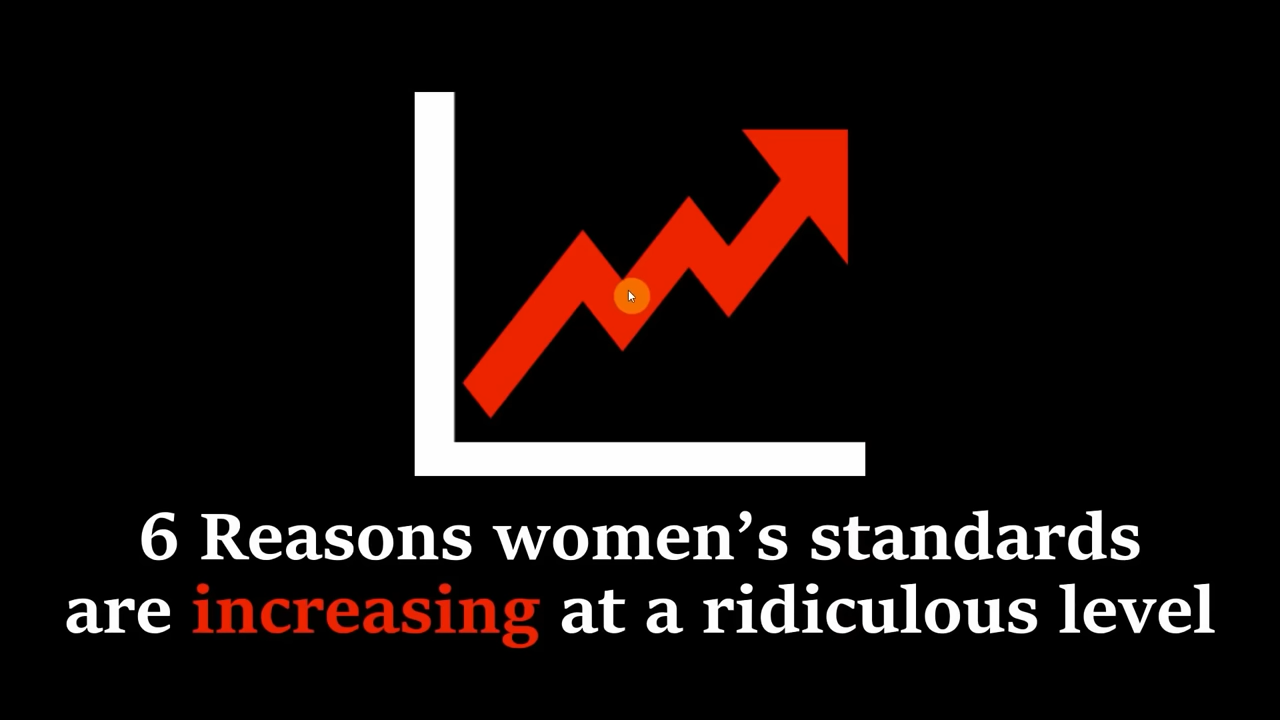 6 Reasons women’s standards
are increasing at a ridiculous level